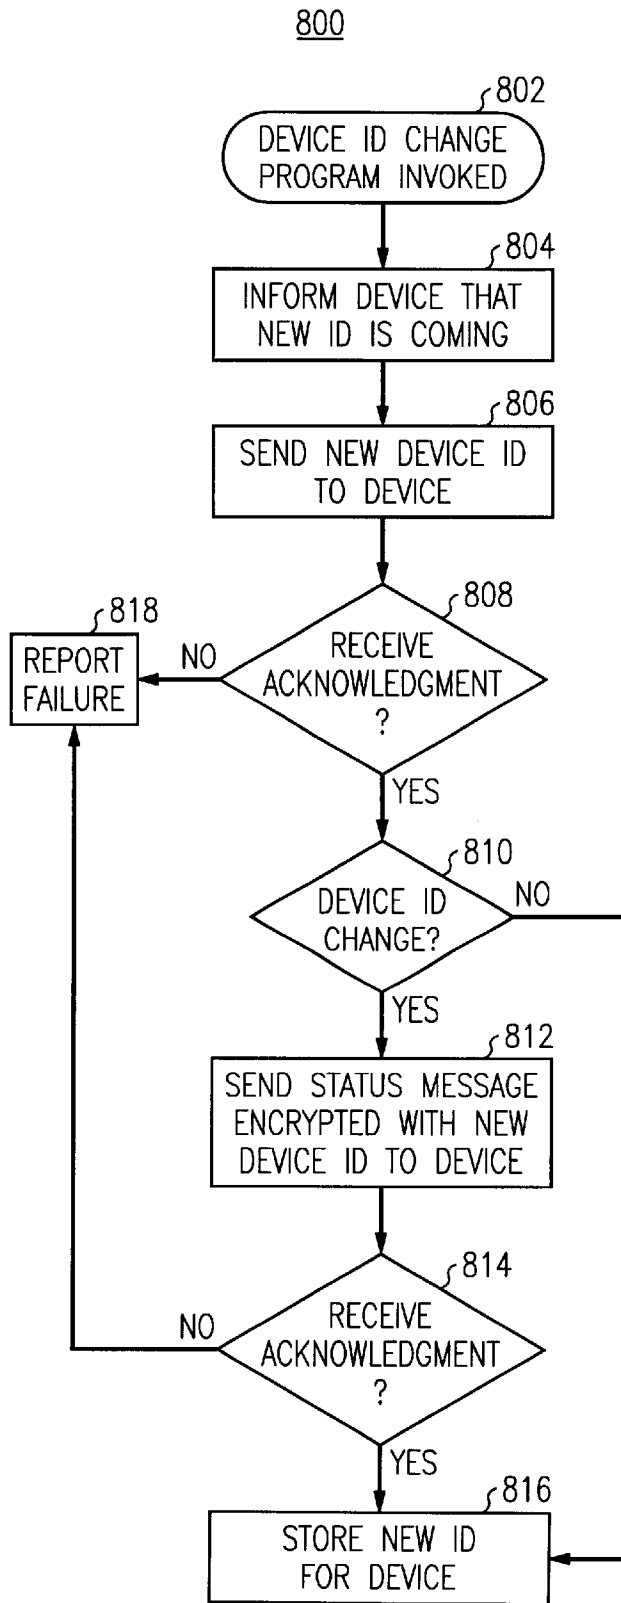 800
802
DEVICE ID CHANGE
PROGRAM INVOKED
804
INFORM DEVICE THAT
NEW ID IS COMING
806
SEND NEW DEVICE ID
TO DEVICE
808
RECEIVE
ACKNOWLEDGMENT
?
NO
818
REPORT
FAILURE
YES
810
DEVICE ID
CHANGE?
NO
YES
812
SEND STATUS MESSAGE
ENCRYPTED WITH NEW
DEVICE ID TO DEVICE
814
RECEIVE
ACKNOWLEDGMENT
?
NO
YES
816
STORE NEW ID
FOR DEVICE